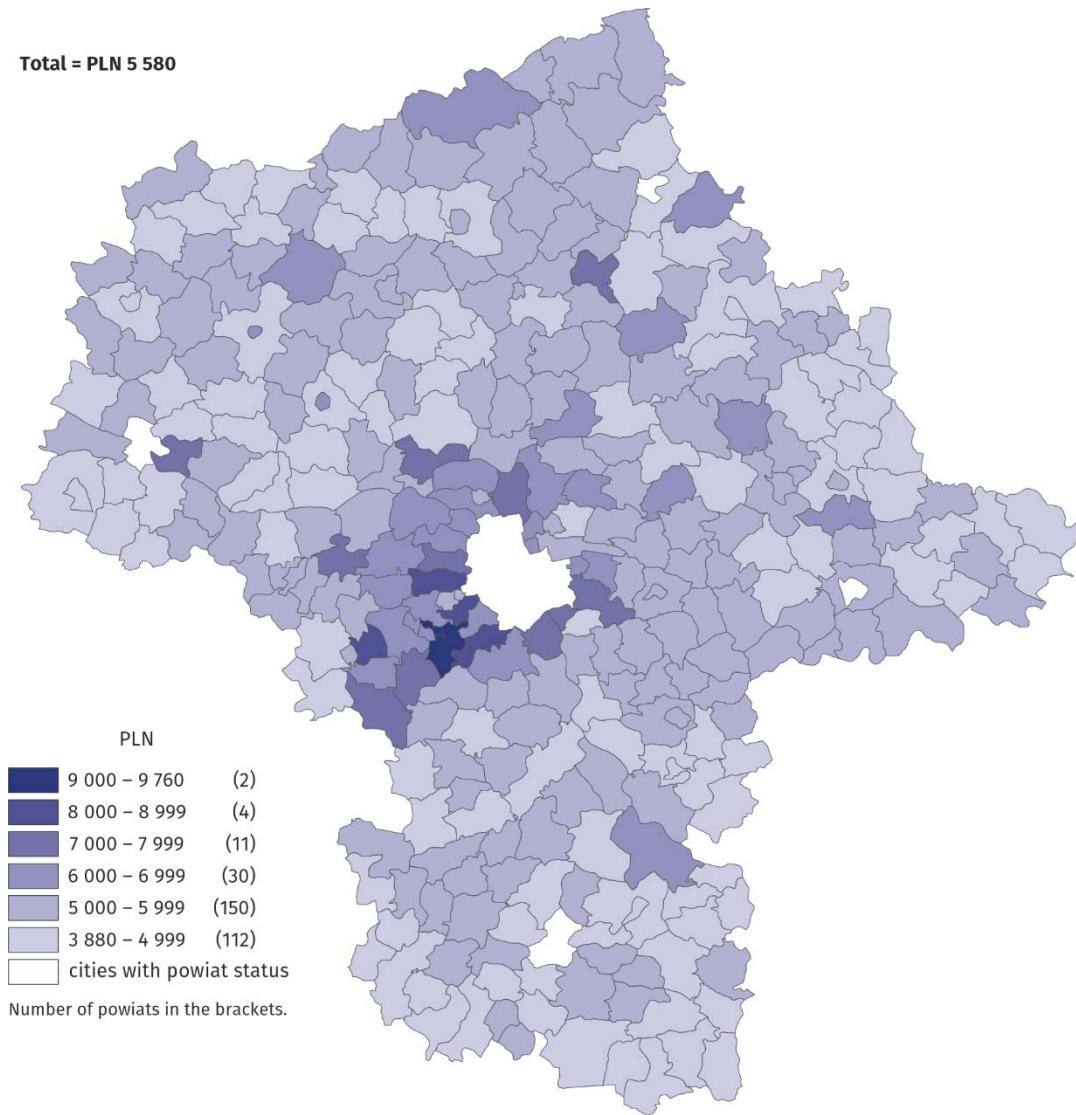 Total = PLN 5 580
PLN
9 000 – 9 760 (2)
8 000 – 8 999 (4)
7 000 – 7 999 (11)
6 000 – 6 999 (30)
5 000 – 5 999 (150)
3 880 – 4 999 (112)
cities with powiat status
Number of powiats in the brackets.